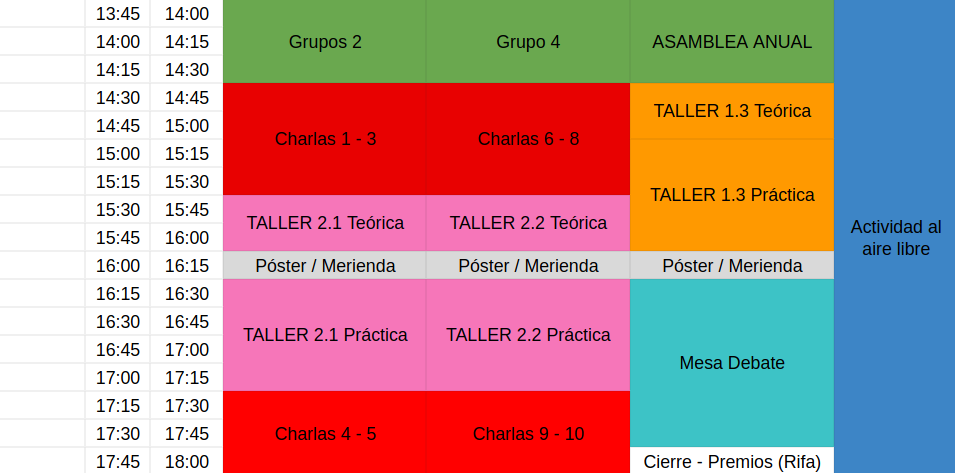 13:45 14:00
14:00 14:15 Grupos 2 Grupo 4 ASAMBLEA ANUAL
14:15 14:30
14:30 14:45 TALLER 1.3 Teórica
14:45 15:00
15:00 15:15 Charlas 1 - 3 Charlas 6 - 8
15:15 15:30 TALLER 1.3 Práctica
15:30 15:45 TALLER 2.1 Teórica TALLER 2.2 Teórica
15:45 16:00 Actividad al
aire libre
16:00 16:15 Póster / Merienda Póster / Merienda Póster / Merienda
16:15 16:30
16:30 16:45 TALLER 2.1 Práctica TALLER 2.2 Práctica
16:45 17:00 Mesa Debate
17:00 17:15
17:15 17:30
17:30 17:45 Charlas 4 - 5 Charlas 9 - 10
17:45 18:00 Cierre - Premios (Rifa)